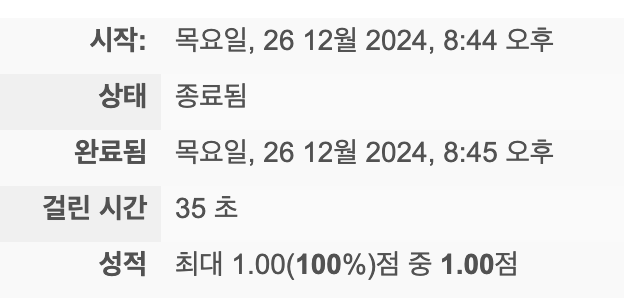 시작: 목요일, 26 12월 2024, 8:44 오후
상태 종료됨
완료됨 목요일, 26 12월 2024, 8:45 오후
걸린 시간 35 초
성적 최대 1.00(100%)점 중 1.00점